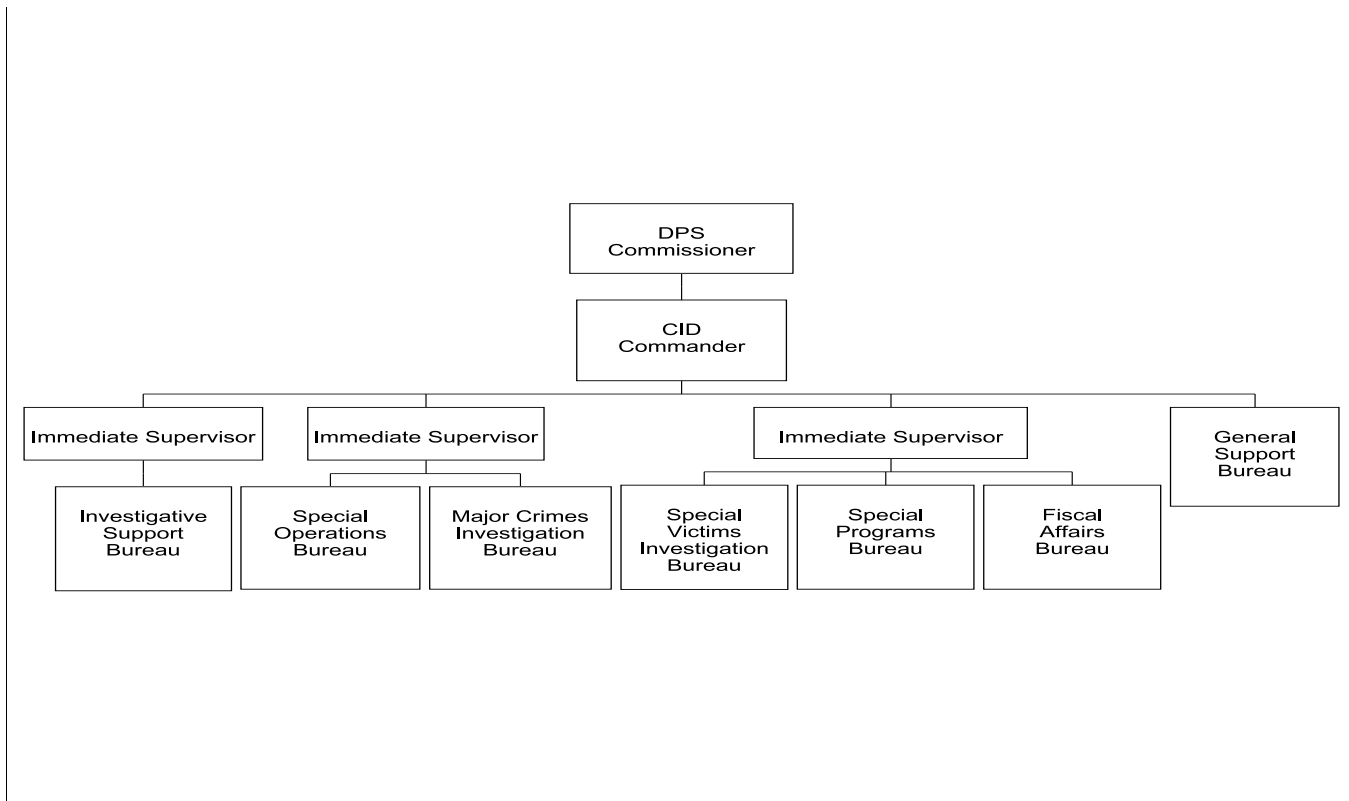 DPS
Commissioner
CID
Commander
Immediate Supervisor
Immediate Supervisor
Immediate Supervisor
General
Support
Bureau
Investigative
Support
Bureau
Special
Operations
Bureau
Major Crimes
Investigation
Bureau
Special
Victims
Investigation
Bureau
Special
Programs
Bureau
Fiscal
Affairs
Bureau